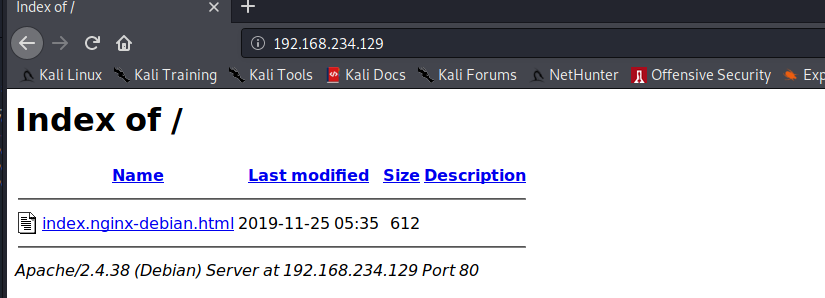 Index of /
192.168.234.129
Kali Linux Kali Training Kali Tools Kali Docs Kali Forums NetHunter Offensive Security Exp
Index of /
Name Last modified Size Description
index.nginx-debian.html 2019-11-25 05:35 612
Apache/2.4.38 (Debian) Server at 192.168.234.129 Port 80